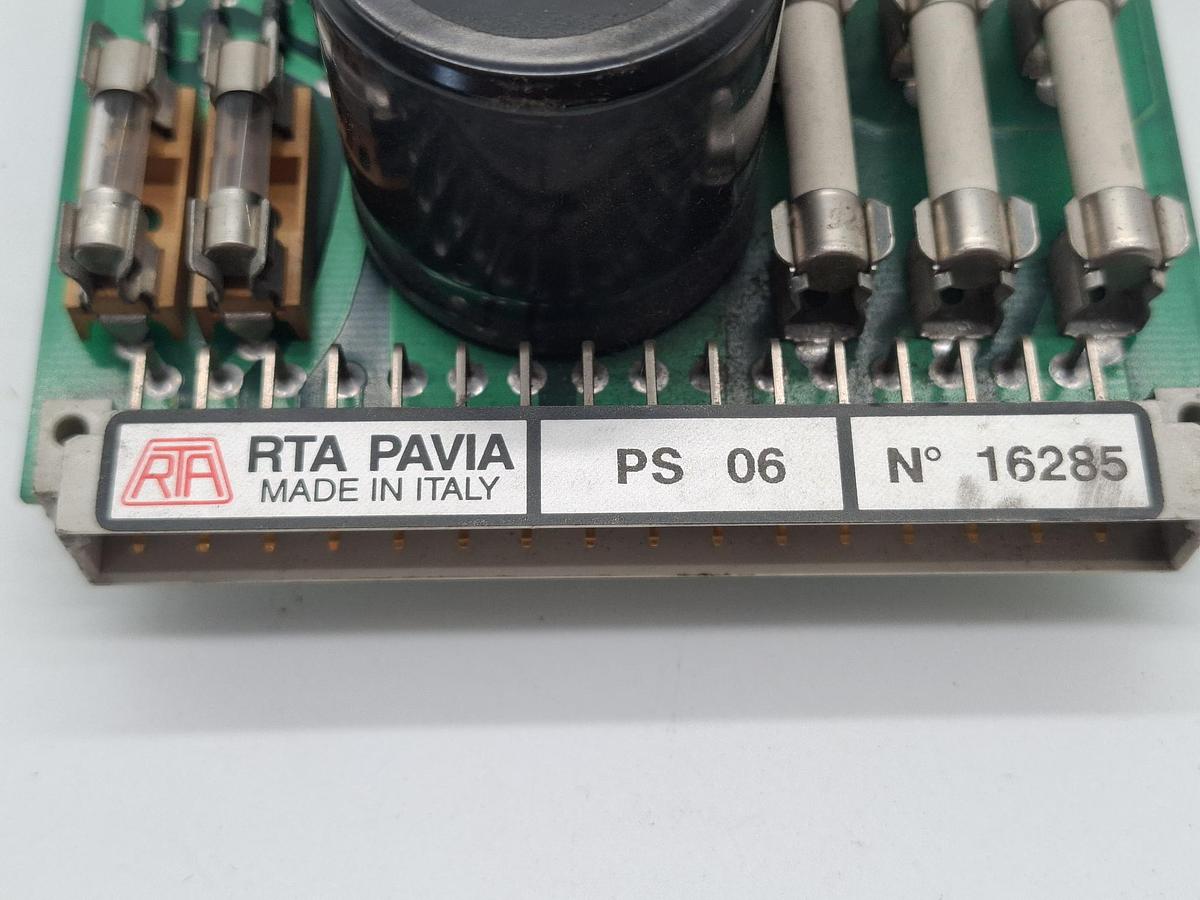 RTA
RTA PAVIA
MADE IN ITALY
PS 06
N° 16285